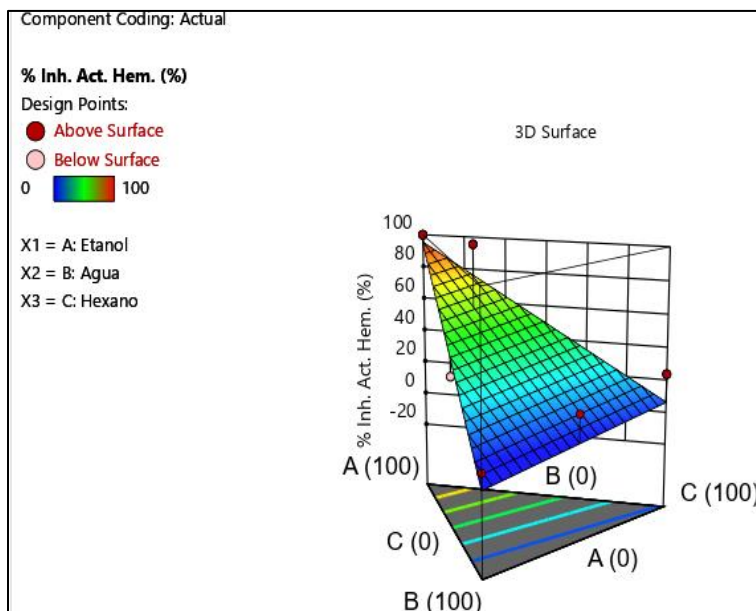 Component Coding: Actual
% Inh. Act. Hem. (%)
Design Points:
Above Surface
Below Surface
0 100
X1 = A: Etanol
X2 = B: Agua
X3 = C: Hexano
3D Surface
% Inh. Act. Hem. (%)
100
80
60
40
20
0
-20
A (100)
B (0)
C (100)
C (0)
A (0)
B (100)